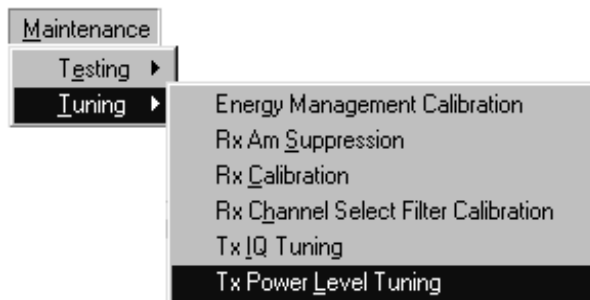 Maintenance
Testing
Tuning
Energy Management Calibration
Rx Am Suppression
Rx Calibration
Rx Channel Select Filter Calibration
Tx IQ Tuning
Tx Power Level Tuning